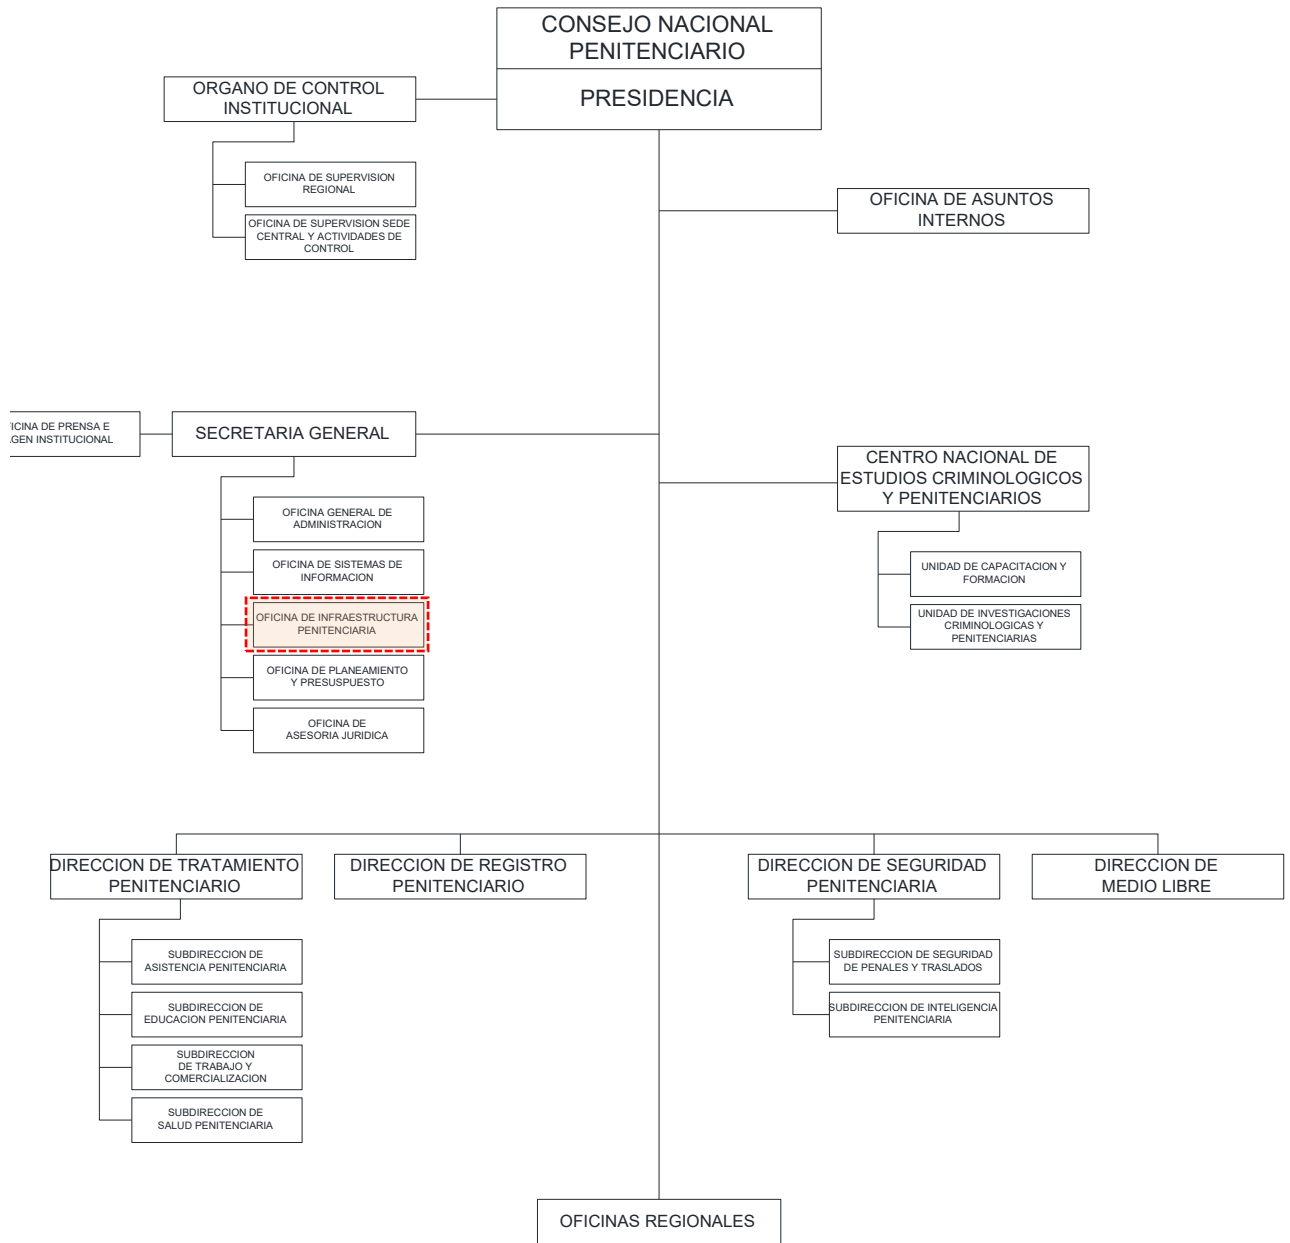 CONSEJO NACIONAL
PENITENCIARIO
PRESIDENCIA
ORGANO DE CONTROL
INSTITUCIONAL
OFICINA DE SUPERVISION
REGIONAL
OFICINA DE SUPERVISION SEDE
CENTRAL Y ACTIVIDADES DE
CONTROL
OFICINA DE ASUNTOS
INTERNOS
DE PRENSA E
INSTITUCIONAL
SECRETARIA GENERAL
OFICINA GENERAL DE
ADMINISTRACION
OFICINA DE SISTEMAS DE
INFORMACION
OFICINA DE INFRAESTRUCTURA
PENITENCIARIA
OFICINA DE PLANEAMIENTO
Y PRESUSPUESTO
OFICINA DE
ASESORIA JURIDICA
CENTRO NACIONAL DE
ESTUDIOS CRIMINOLOGICOS
Y PENITENCIARIOS
UNIDAD DE CAPACITACION Y
FORMACION
UNIDAD DE INVESTIGACIONES
CRIMINOLOGICAS Y
PENITENCIARIAS
DIRECCION DE TRATAMIENTO
PENITENCIARIO
SUBDIRECCION DE
ASISTENCIA PENITENCIARIA
SUBDIRECCION DE
EDUCACION PENITENCIARIA
SUBDIRECCION
DE TRABAJO Y
COMERCIALIZACION
SUBDIRECCION DE
SALUD PENITENCIARIA
DIRECCION DE REGISTRO
PENITENCIARIO
DIRECCION DE SEGURIDAD
PENITENCIARIA
SUBDIRECCION DE SEGURIDAD
DE PENALES Y TRASLADOS
SUBDIRECCION DE INTELIGENCIA
PENITENCIARIA
DIRECCION DE
MEDIO LIBRE
OFICINAS REGIONALES